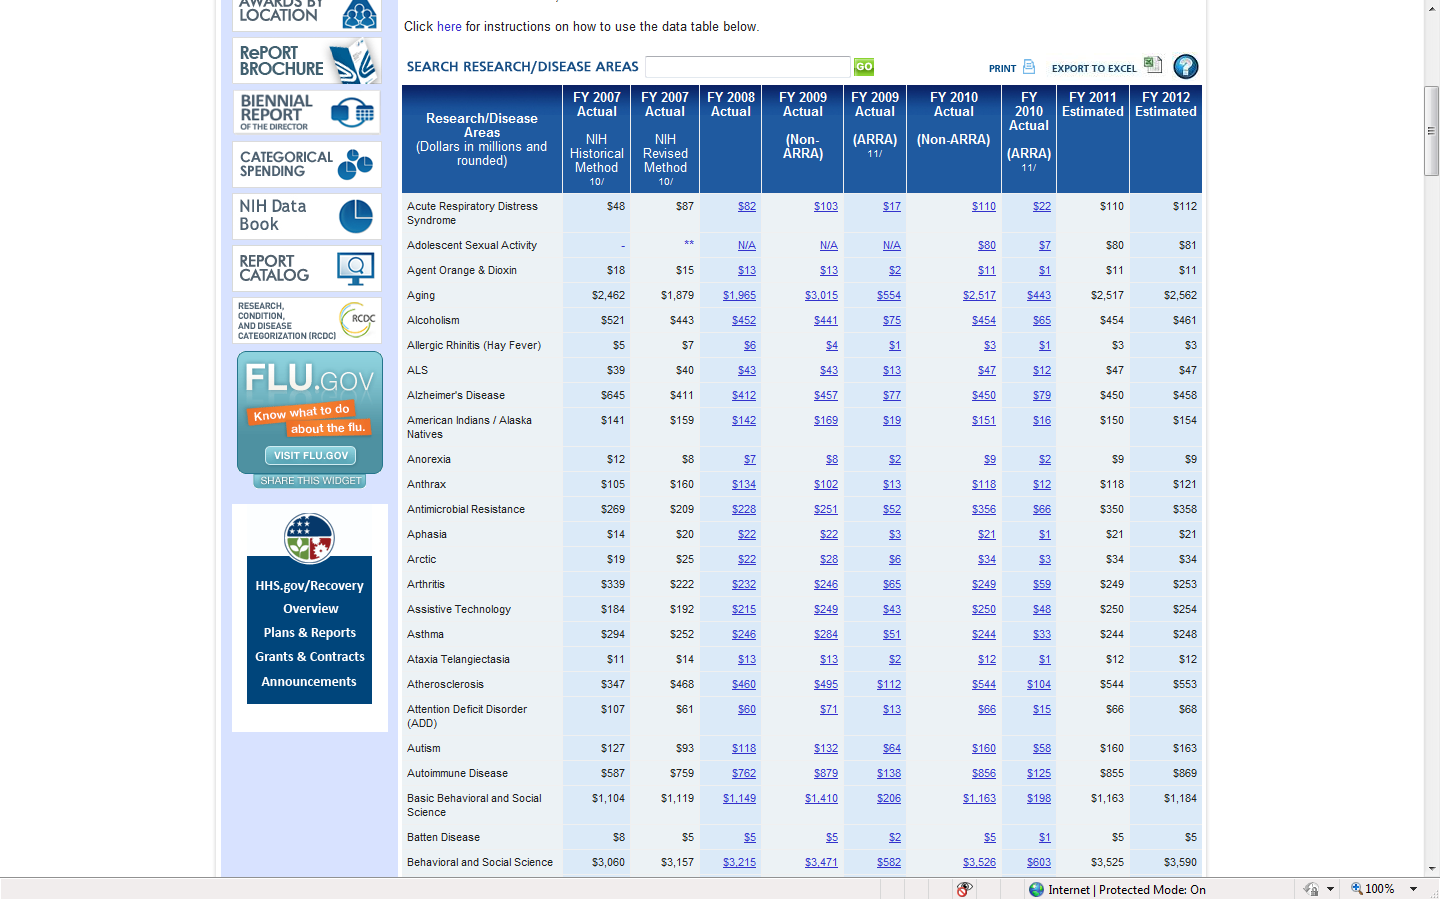 AWARDS BY
LOCATION
RePORT
BROCHURE
BIENNIAL
REPORT
OF THE DIRECTOR
CATEGORICAL
SPENDING
NIH Data
Book
REPORT
CATALOG
RESEARCH,
CONDITION,
AND DISEASE
CATEGORIZATION (RCDC)
RCDC
FLU.GOV
Know what to do
about the flu.
VISIT FLU.GOV
SHARE THIS WIDGET
HHS.gov/Recovery
Overview
Plans & Reports
Grants & Contracts
Announcements
Click here for instructions on how to use the data table below.
SEARCH RESEARCH/DISEASE AREAS GO PRINT EXPORT TO EXCEL ?
Research/Disease
Areas
(Dollars in millions and
rounded)
FY 2007
Actual
NIH
Historical
Method
10/
FY 2007
Actual
NIH
Revised
Method
10/
FY 2008
Actual
FY 2009
Actual
(Non-
ARRA)
FY 2009
Actual
(ARRA)
11/
FY 2010
Actual
(Non-ARRA)
FY
2010
Actual
(ARRA)
11/
FY 2011
Estimated
FY 2012
Estimated
Acute Respiratory Distress $48 $87 $82 $103 $17 $110 $22 $110 $112
Syndrome
Adolescent Sexual Activity - ** N/A N/A N/A $80 $7 $80 $81
Agent Orange & Dioxin $18 $15 $13 $13 $2 $11 $1 $11 $11
Aging $2,462 $1,879 $1,965 $3,015 $554 $2,517 $443 $2,517 $2,562
Alcoholism $521 $443 $452 $441 $75 $454 $65 $454 $461
Allergic Rhinitis (Hay Fever) $5 $7 $6 $4 $1 $3 $1 $3 $3
ALS $39 $40 $43 $43 $13 $47 $12 $47 $47
Alzheimer's Disease $645 $411 $412 $457 $77 $450 $79 $450 $458
American Indians / Alaska $141 $159 $142 $169 $19 $151 $16 $150 $154
Natives
Anorexia $12 $8 $7 $8 $2 $9 $2 $9 $9
Anthrax $105 $160 $134 $102 $13 $118 $12 $118 $121
Antimicrobial Resistance $269 $209 $228 $251 $52 $356 $66 $350 $358
Aphasia $14 $20 $22 $22 $3 $21 $1 $21 $21
Arctic $19 $25 $22 $28 $6 $34 $3 $34 $34
Arthritis $339 $222 $232 $246 $65 $249 $59 $249 $253
Assistive Technology $184 $192 $215 $249 $43 $250 $48 $250 $254
Asthma $294 $252 $246 $284 $51 $244 $33 $244 $248
Ataxia Telangiectasia $11 $14 $13 $13 $2 $12 $1 $12 $12
Atherosclerosis $347 $468 $460 $495 $112 $544 $104 $544 $553
Attention Deficit Disorder $107 $61 $60 $71 $13 $66 $15 $66 $68
(ADD)
Autism $127 $93 $118 $132 $64 $160 $58 $160 $163
Autoimmune Disease $587 $759 $762 $879 $138 $856 $125 $855 $869
Basic Behavioral and Social $1,104 $1,119 $1,149 $1,410 $206 $1,163 $198 $1,163 $1,184
Science
Batten Disease $8 $5 $5 $5 $2 $5 $1 $5 $5
Behavioral and Social Science $3,060 $3,157 $3,215 $3,471 $582 $3,526 $603 $3,525 $3,590
Internet | Protected Mode: On 100%